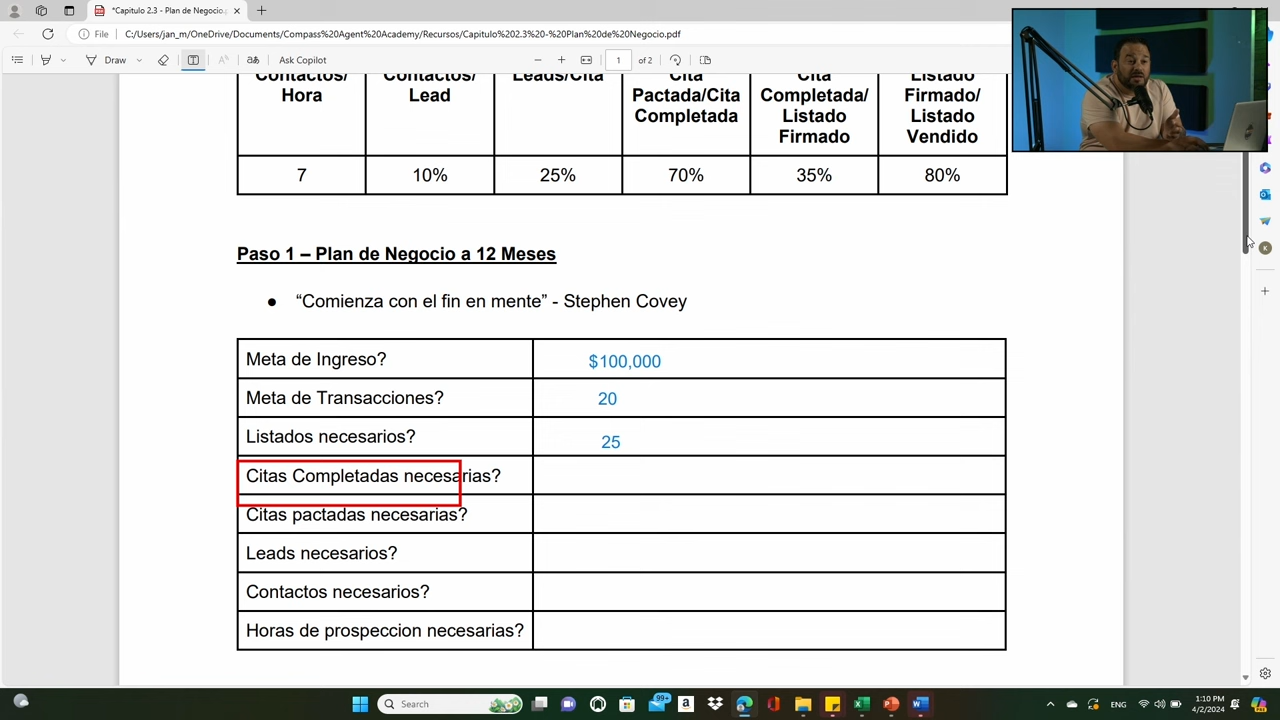 *Capitulo 2.3 - Plan de Negocio.
File C:/Users/jan_m/OneDrive/Documents/Compass%20Agent%20Academy/Recursos/Capitulo%202.3%20-%20Plan%20de%20Negocio.pdf
Draw Ask Copilot 1 of 2
Contactos/ Contactos/ Leads/Cita Cita Cita Listado
Hora Lead Pactada/Cita Completada/ Firmado/
Completada Listado Listado
Firmado Vendido
7 10% 25% 70% 35% 80%
Paso 1 – Plan de Negocio a 12 Meses
● “Comienza con el fin en mente” - Stephen Covey
Meta de Ingreso? $100,000
Meta de Transacciones? 20
Listados necesarios? 25
Citas Completadas necesarias?
Citas pactadas necesarias?
Leads necesarios?
Contactos necesarios?
Horas de prospeccion necesarias?
Search 99+ ENG 1:10 PM
4/2/2024